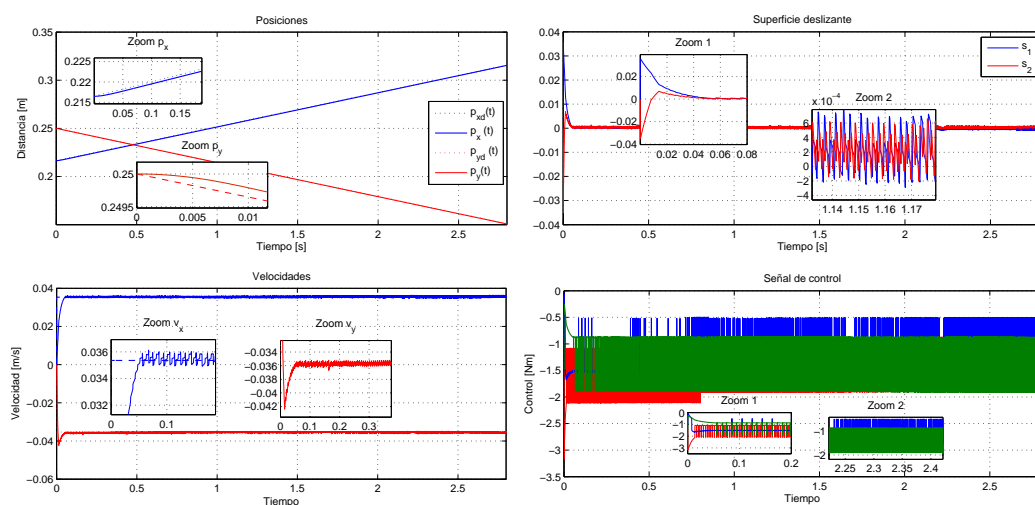 Posiciones
0.35
0.3
0.25
0.2
Distancia [m]
0 0.5 1 1.5 2 2.5
Tiempo [s]
Zoom p_x
0.225
0.22
0.215
0.05 0.1 0.15
Zoom p_y
0.25
0.2495
0 0.005 0.01
p_xd(t)
p_x (t)
p_yd (t)
p_y(t)
Superficie deslizante
0.04
0.03
0.02
0.01
0
−0.01
−0.02
−0.03
−0.04
0 0.5 1 1.5 2 2.5
Tiempo [s]
Zoom 1
0.02
0
−0.02
−0.04
0.02 0.04 0.06 0.08
Zoom 2
x 10^−4
6
4
2
0
−2
−4
1.14 1.15 1.16 1.17
s_1
s_2
Velocidades
0.04
0.02
0
−0.02
−0.04
−0.06
Velocidad [m/s]
0 0.5 1 1.5 2 2.5
Tiempo
Zoom v_x
0.036
0.034
0.032
0 0.1
Zoom v_y
−0.034
−0.036
−0.038
−0.04
−0.042
0 0.1 0.2 0.3
Señal de control
0
−0.5
−1
−1.5
−2
−2.5
−3
−3.5
Control [Nm]
0 0.5 1 1.5 2 2.5
Tiempo
Zoom 1
0
−1
−2
−3
0 0.1 0.2
Zoom 2
−1
−2
2.25 2.3 2.35 2.4